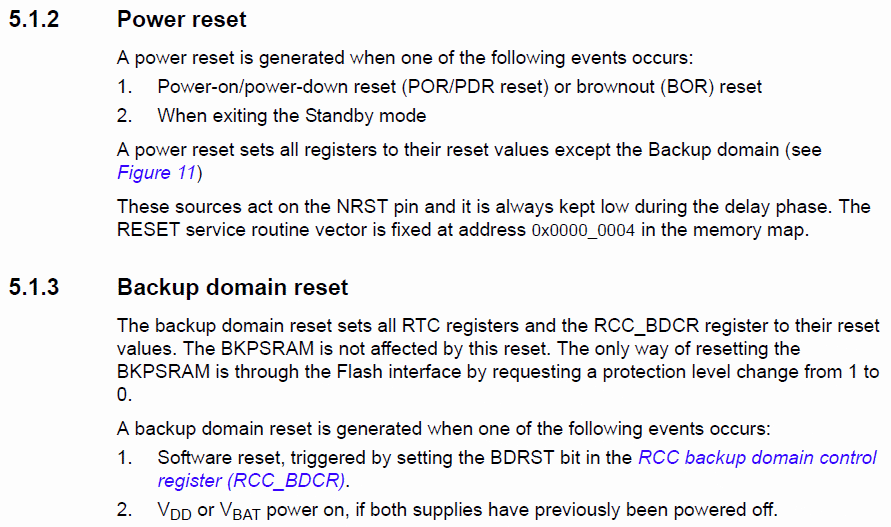 5.1.2 Power reset
A power reset is generated when one of the following events occurs:
1. Power-on/power-down reset (POR/PDR reset) or brownout (BOR) reset
2. When exiting the Standby mode
A power reset sets all registers to their reset values except the Backup domain (see
Figure 11)
These sources act on the NRST pin and it is always kept low during the delay phase. The
RESET service routine vector is fixed at address 0x0000_0004 in the memory map.
5.1.3 Backup domain reset
The backup domain reset sets all RTC registers and the RCC_BDCR register to their reset
values. The BKPSRAM is not affected by this reset. The only way of resetting the
BKPSRAM is through the Flash interface by requesting a protection level change from 1 to
0.
A backup domain reset is generated when one of the following events occurs:
1. Software reset, triggered by setting the BDRST bit in the RCC backup domain control
register (RCC_BDCR).
2. VDD or VBAT power on, if both supplies have previously been powered off.